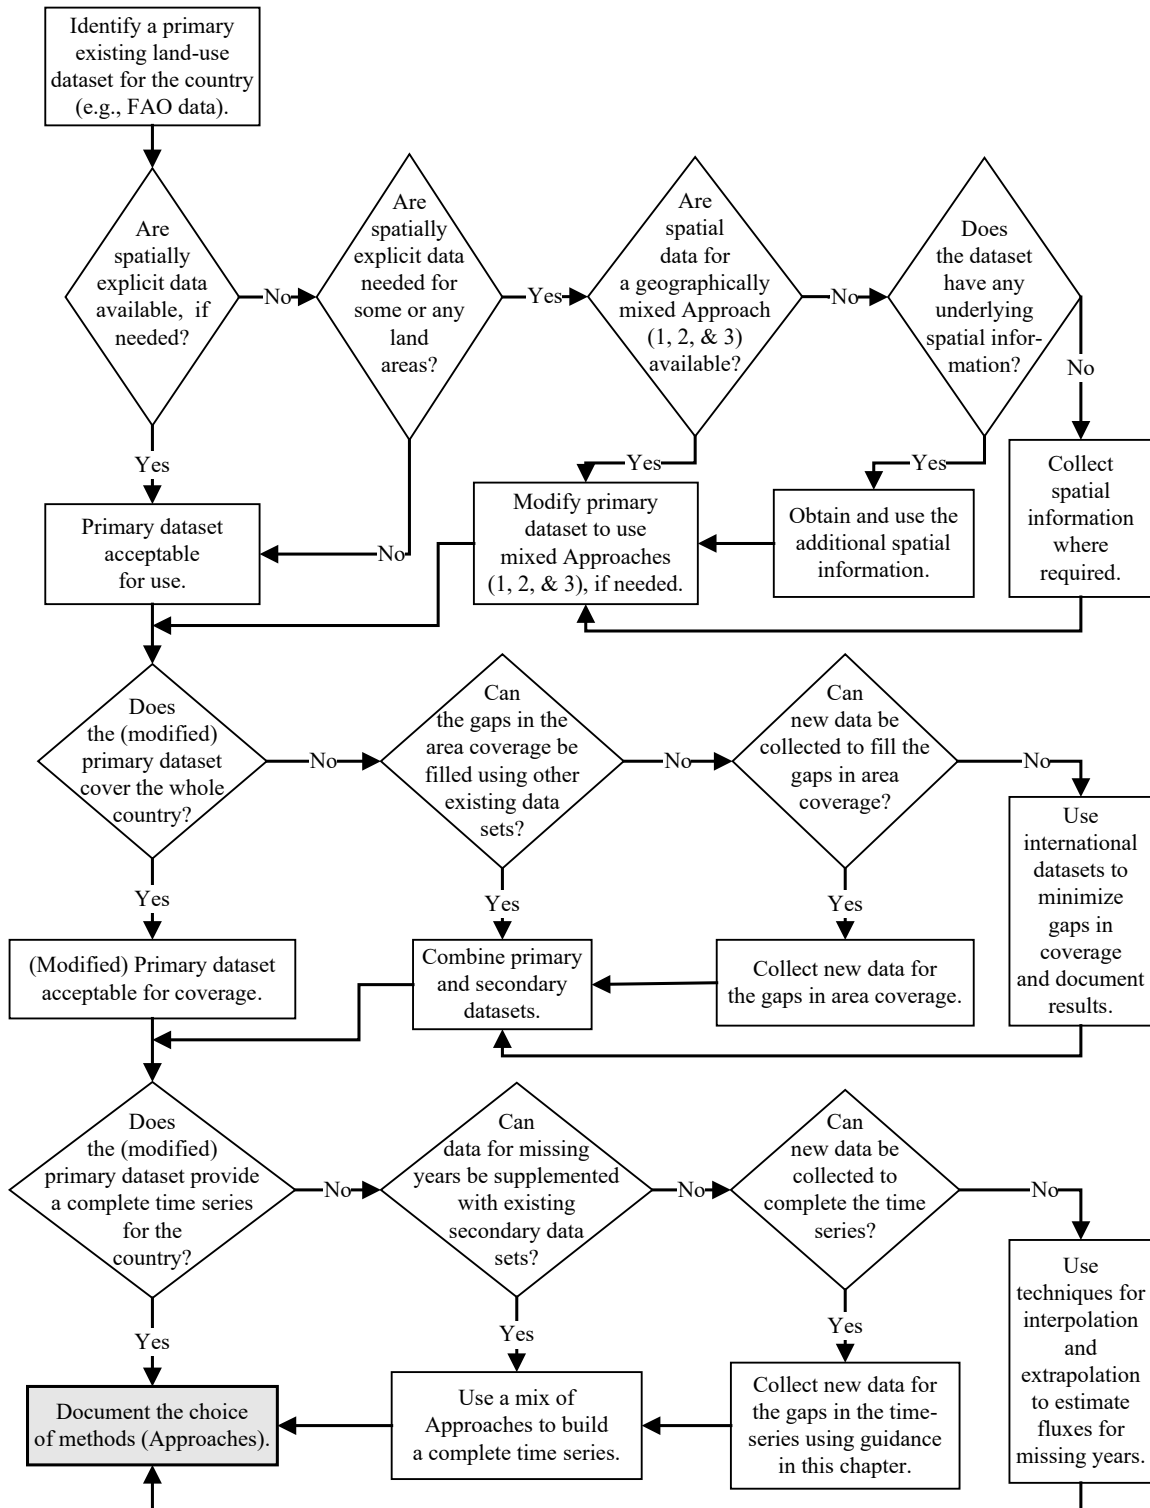 Identify a primary
existing land-use
dataset for the country
(e.g., FAO data).
Are
spatially
explicit data
available, if
needed?
No
Are
spatially
explicit data
needed for
some or any
land
areas?
Yes
Are
spatial
data for
a geographically
mixed Approach
(1, 2, & 3)
available?
No
Does
the dataset
have any
underlying
spatial infor-
mation?
No
Yes
No
Yes
Yes
Primary dataset
acceptable
for use.
Modify primary
dataset to use
mixed Approaches
(1, 2, & 3), if needed.
Obtain and use the
additional spatial
information.
Collect
spatial
information
where
required.
Does
the (modified)
primary dataset
cover the whole
country?
No
Can
the gaps in the
area coverage be
filled using other
existing data
sets?
No
Can
new data be
collected to fill the
gaps in area
coverage?
No
Yes
Yes
Yes
(Modified) Primary dataset
acceptable for coverage.
Combine primary
and secondary
datasets.
Collect new data for
the gaps in area coverage.
Use
international
datasets to
minimize
gaps in
coverage
and document
results.
Does
the (modified)
primary dataset provide
a complete time series
for the
country?
No
Can
data for missing
years be supplemented
with existing
secondary data
sets?
No
Can
new data be
collected to
complete the time
series?
No
Yes
Yes
Yes
Document the choice
of methods (Approaches).
Use a mix of
Approaches to build
a complete time series.
Collect new data for
the gaps in the time-
series using guidance
in this chapter.
Use
techniques for
interpolation
and
extrapolation
to estimate
fluxes for
missing years.